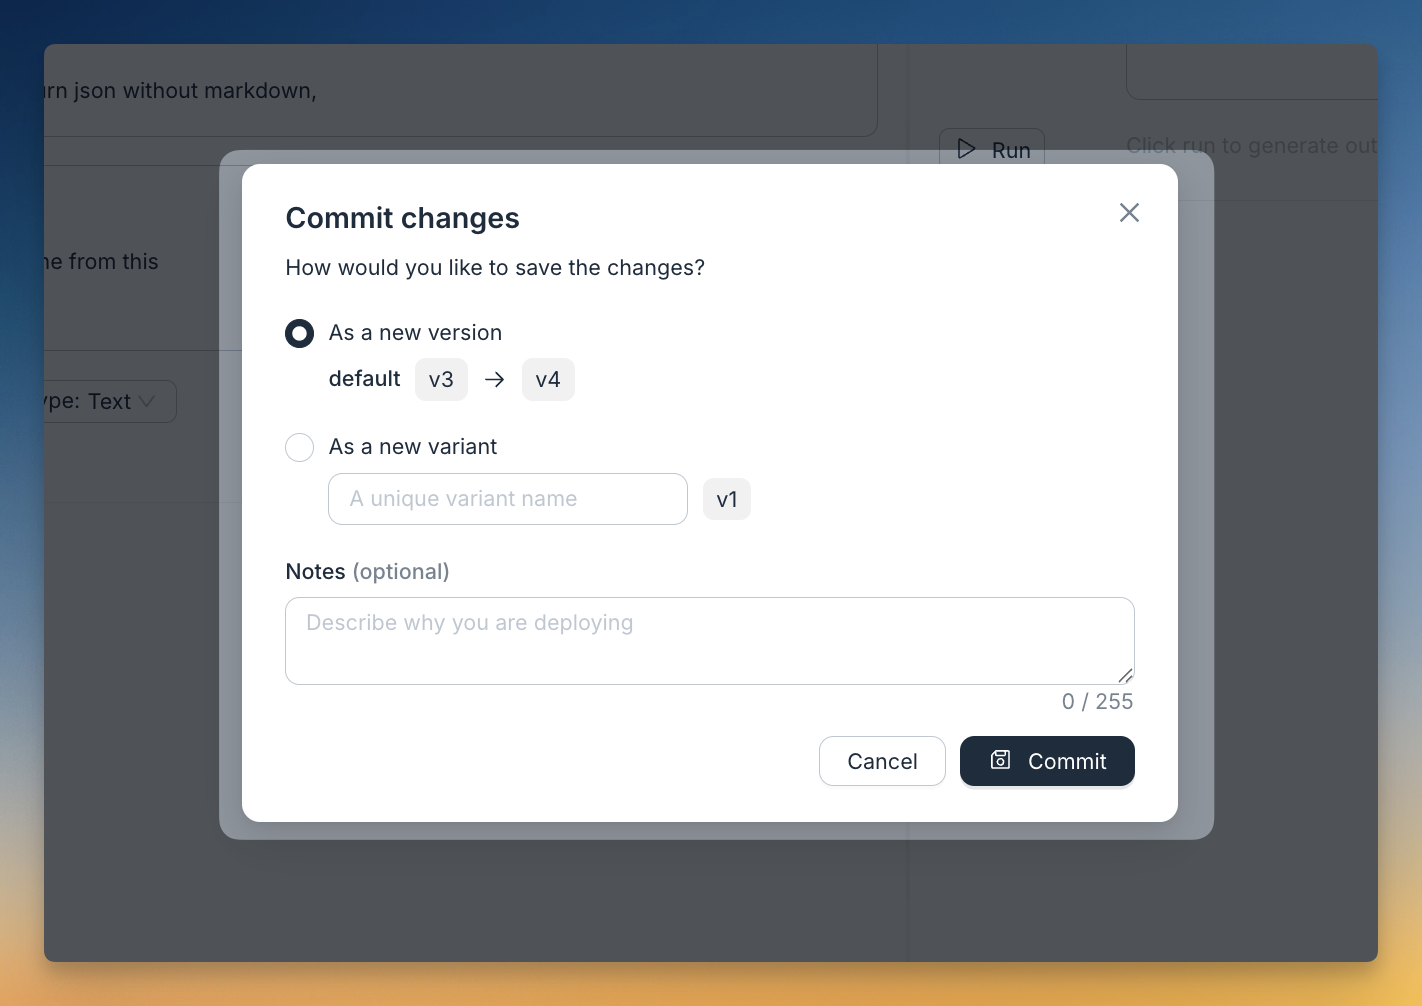 urn json without markdown,
Run
Click run to generate out
Commit changes
How would you like to save the changes?
ne from this
As a new version
default v3 → v4
ype: Text
As a new variant
A unique variant name v1
Notes (optional)
Describe why you are deploying
0 / 255
Cancel Commit